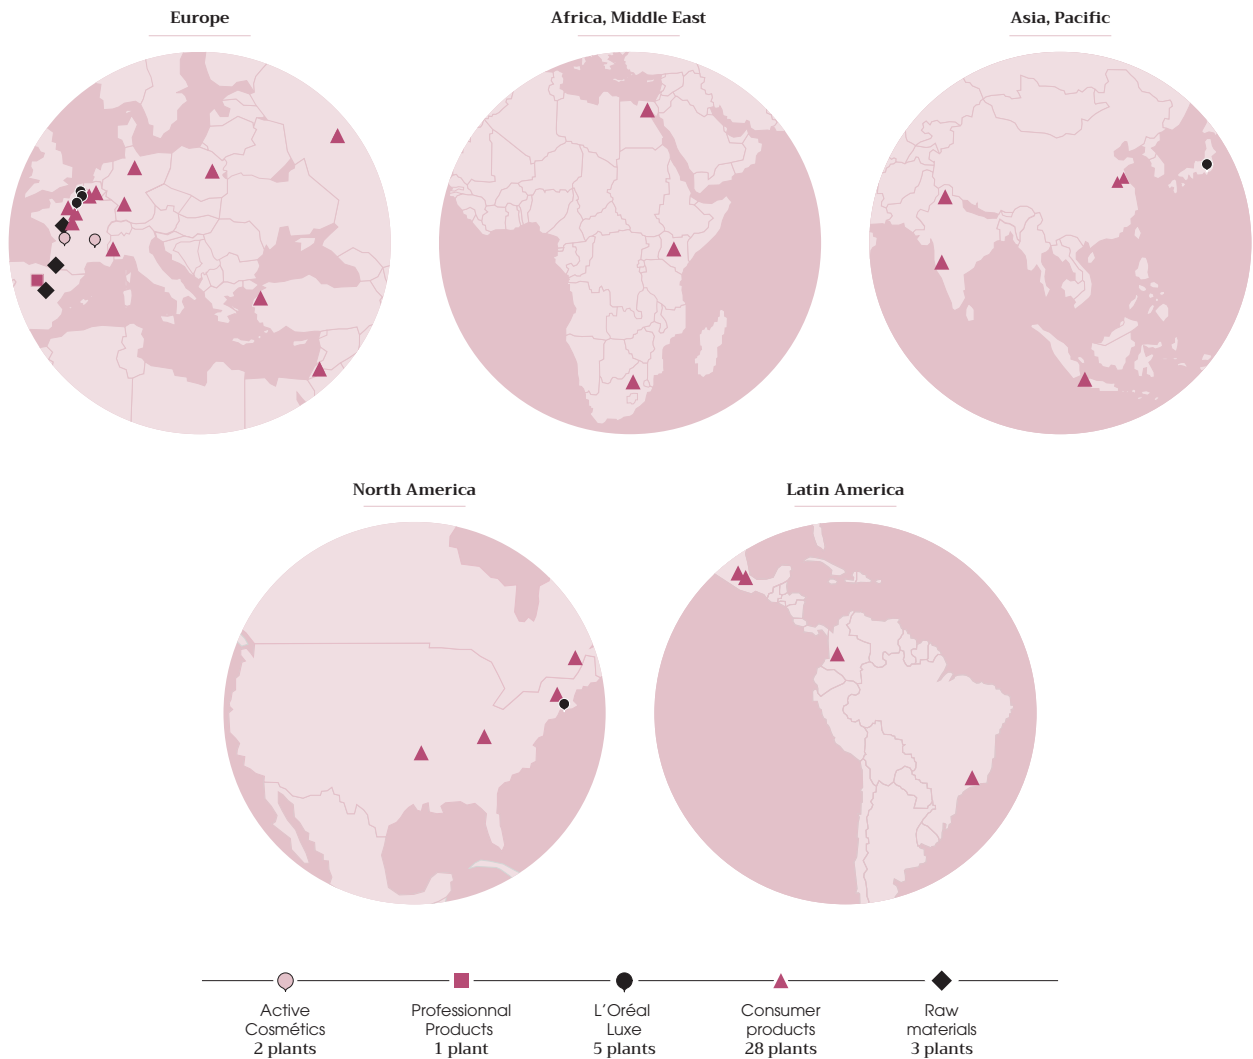 Europe
Africa, Middle East
Asia, Pacific
North America
Latin America
Active
Cosmétics
2 plants
Professionnal
Products
1 plant
L'Oréal
Luxe
5 plants
Consumer
products
28 plants
Raw
materials
3 plants